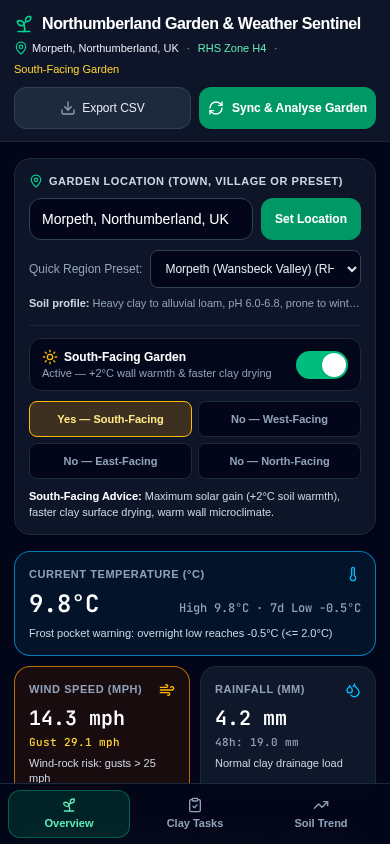 Northumberland Garden & Weather Sentinel
Morpeth, Northumberland, UK · RHS Zone H4 ·
South-Facing Garden
Export CSV
Sync & Analyse Garden
GARDEN LOCATION (TOWN, VILLAGE OR PRESET)
Morpeth, Northumberland, UK
Set Location
Quick Region Preset:
Morpeth (Wansbeck Valley) (RH
Soil profile: Heavy clay to alluvial loam, pH 6.0-6.8, prone to wint...
South-Facing Garden
Active — +2°C wall warmth & faster clay drying
Yes — South-Facing
No — West-Facing
No — East-Facing
No — North-Facing
South-Facing Advice: Maximum solar gain (+2°C soil warmth),
faster clay surface drying, warm wall microclimate.
CURRENT TEMPERATURE (°C)
9.8°C
High 9.8°C · 7d Low -0.5°C
Frost pocket warning: overnight low reaches -0.5°C (<= 2.0°C)
WIND SPEED (MPH)
14.3 mph
Gust 29.1 mph
Wind-rock risk: gusts > 25
mph
RAINFALL (MM)
4.2 mm
48h: 19.0 mm
Normal clay drainage load
Overview
Clay Tasks
Soil Trend